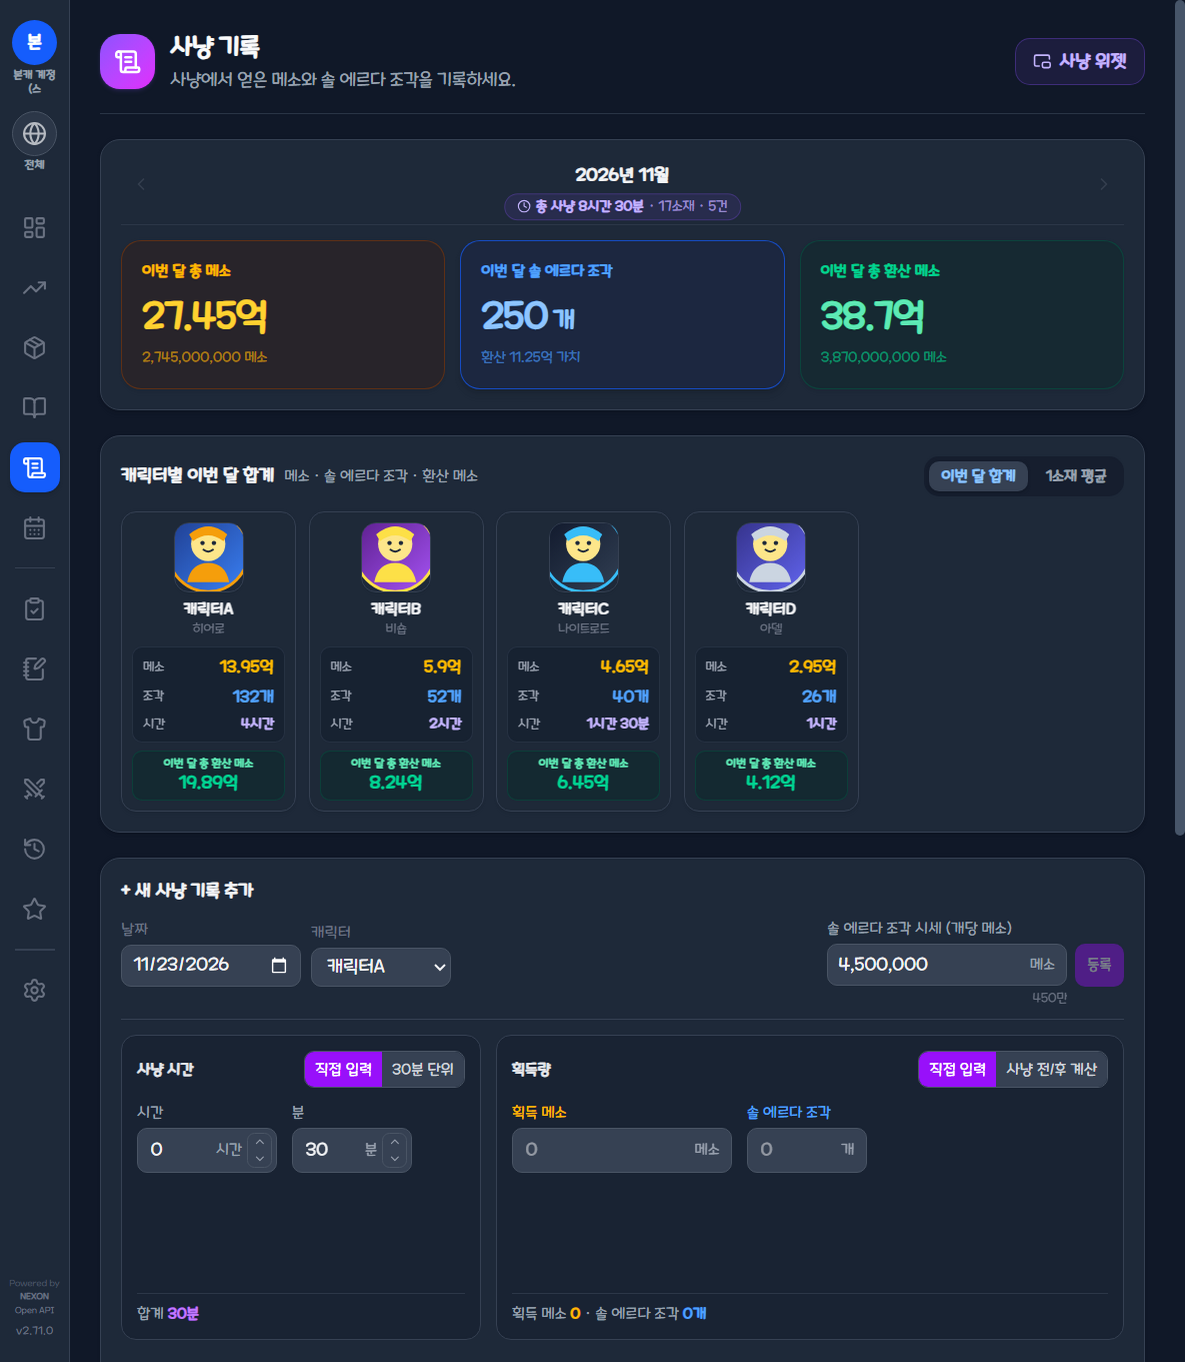 본
본캐 계정
(스
전체
Powered by
NEXON
Open API
v2.71.0
사냥 기록
사냥에서 얻은 메소와 솔 에르다 조각을 기록하세요.
사냥 위젯
2026년 11월
총 사냥 8시간 30분 · 17소재 · 5건
이번 달 총 메소
27.45억
2,745,000,000 메소
이번 달 솔 에르다 조각
250 개
환산 11.25억 가치
이번 달 총 환산 메소
38.7억
3,870,000,000 메소
캐릭터별 이번 달 합계 메소 · 솔 에르다 조각 · 환산 메소
이번 달 합계 1소재 평균
캐릭터A
히어로
메소 13.95억
조각 132개
시간 4시간
이번 달 총 환산 메소
19.89억
캐릭터B
비숍
메소 5.9억
조각 52개
시간 2시간
이번 달 총 환산 메소
8.24억
캐릭터C
나이트로드
메소 4.65억
조각 40개
시간 1시간 30분
이번 달 총 환산 메소
6.45억
캐릭터D
아델
메소 2.95억
조각 26개
시간 1시간
이번 달 총 환산 메소
4.12억
+ 새 사냥 기록 추가
날짜
11/23/2026
캐릭터
캐릭터A
솔 에르다 조각 시세 (개당 메소)
4,500,000 메소
등록
450만
사냥 시간
직접 입력 30분 단위
시간 분
0 시간 30 분
합계 30분
획득량
직접 입력 사냥 전/후 계산
획득 메소 솔 에르다 조각
0 메소 0 개
획득 메소 0 · 솔 에르다 조각 0개